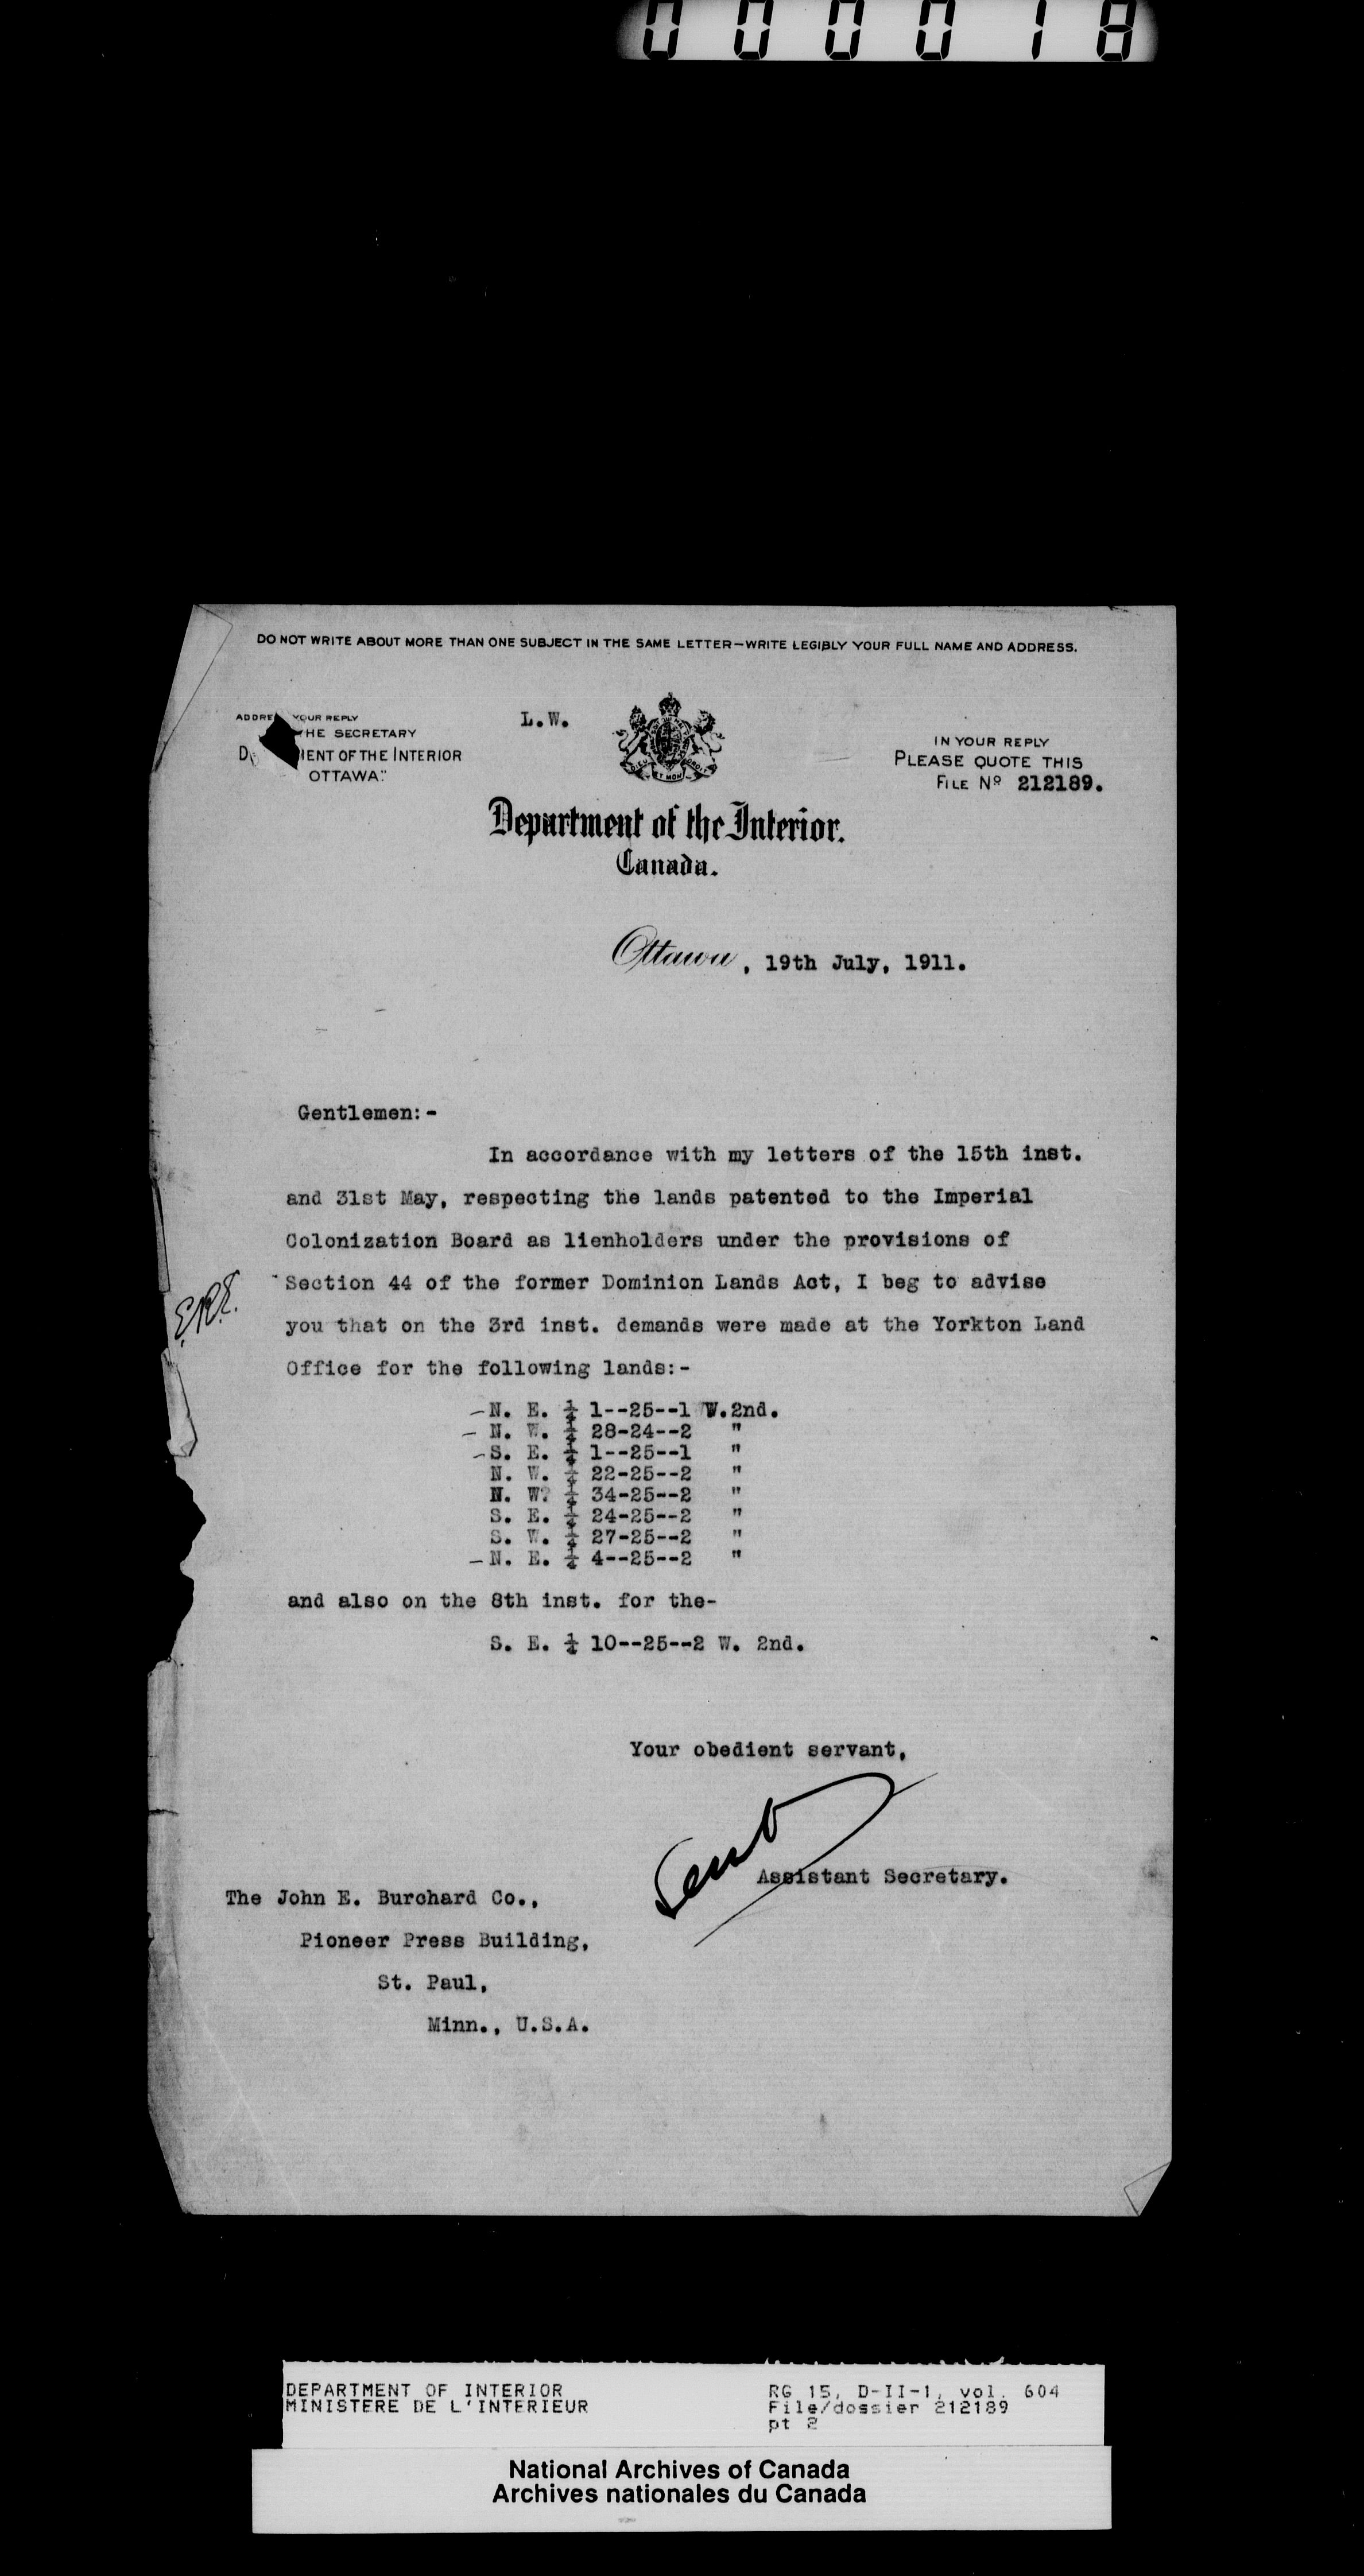 000018
DO NOT WRITE ABOUT MORE THAN ONE SUBJECT IN THE SAME LETTER—WRITE LEGIBLY YOUR FULL NAME AND ADDRESS.
YOUR REPLY
SECRETARY
OF THE INTERIOR
OTTAWA."
L.W.
DIEU ET MON DROIT
IN YOUR REPLY
PLEASE QUOTE THIS
FILE Nº 212189.
Department of the Interior.
Canada.
Ottawa, 19th July, 1911.
Gentlemen:-
In accordance with my letters of the 15th inst.
and 31st May, respecting the lands patented to the Imperial
Colonization Board as lienholders under the provisions of
Section 44 of the former Dominion Lands Act, I beg to advise
you that on the 3rd inst. demands were made at the Yorkton Land
Office for the following lands:-
—N. E. ¼ 1--25--1 W.2nd.
— N. W. ¼ 28-24--2 "
—S. E. ¼ 1--25--1 "
N. W. ¼ 22-25--2 "
N. W. ¼ 34-25--2 "
S. E. ¼ 24-25--2 "
S. W. ¼ 27-25--2 "
—N. E. ¼ 4--25--2 "
and also on the 8th inst. for the-
S. E. ¼ 10--25--2 W. 2nd.
Your obedient servant,
Assistant Secretary.
The John E. Burchard Co.,
Pioneer Press Building,
St. Paul,
Minn., U.S.A.
DEPARTMENT OF INTERIOR
MINISTERE DE L'INTERIEUR
RG 15, D-II-1, vol. 604
File/dossier 212189
pt 2
National Archives of Canada
Archives nationales du Canada